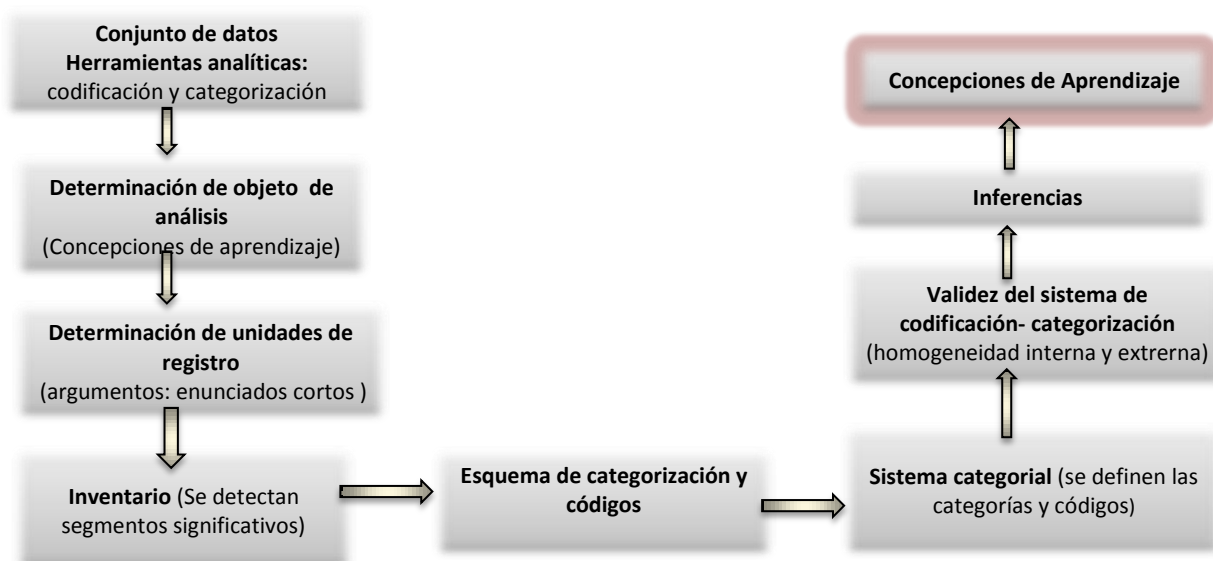 Conjunto de datos
Herramientas analíticas:
codificación y categorización
Determinación de objeto de
análisis
(Concepciones de aprendizaje)
Determinación de unidades de
registro
(argumentos: enunciados cortos )
Inventario (Se detectan
segmentos significativos)
Esquema de categorización y
códigos
Sistema categorial (se definen las
categorías y códigos)
Validez del sistema de
codificación- categorización
(homogeneidad interna y extrerna)
Inferencias
Concepciones de Aprendizaje